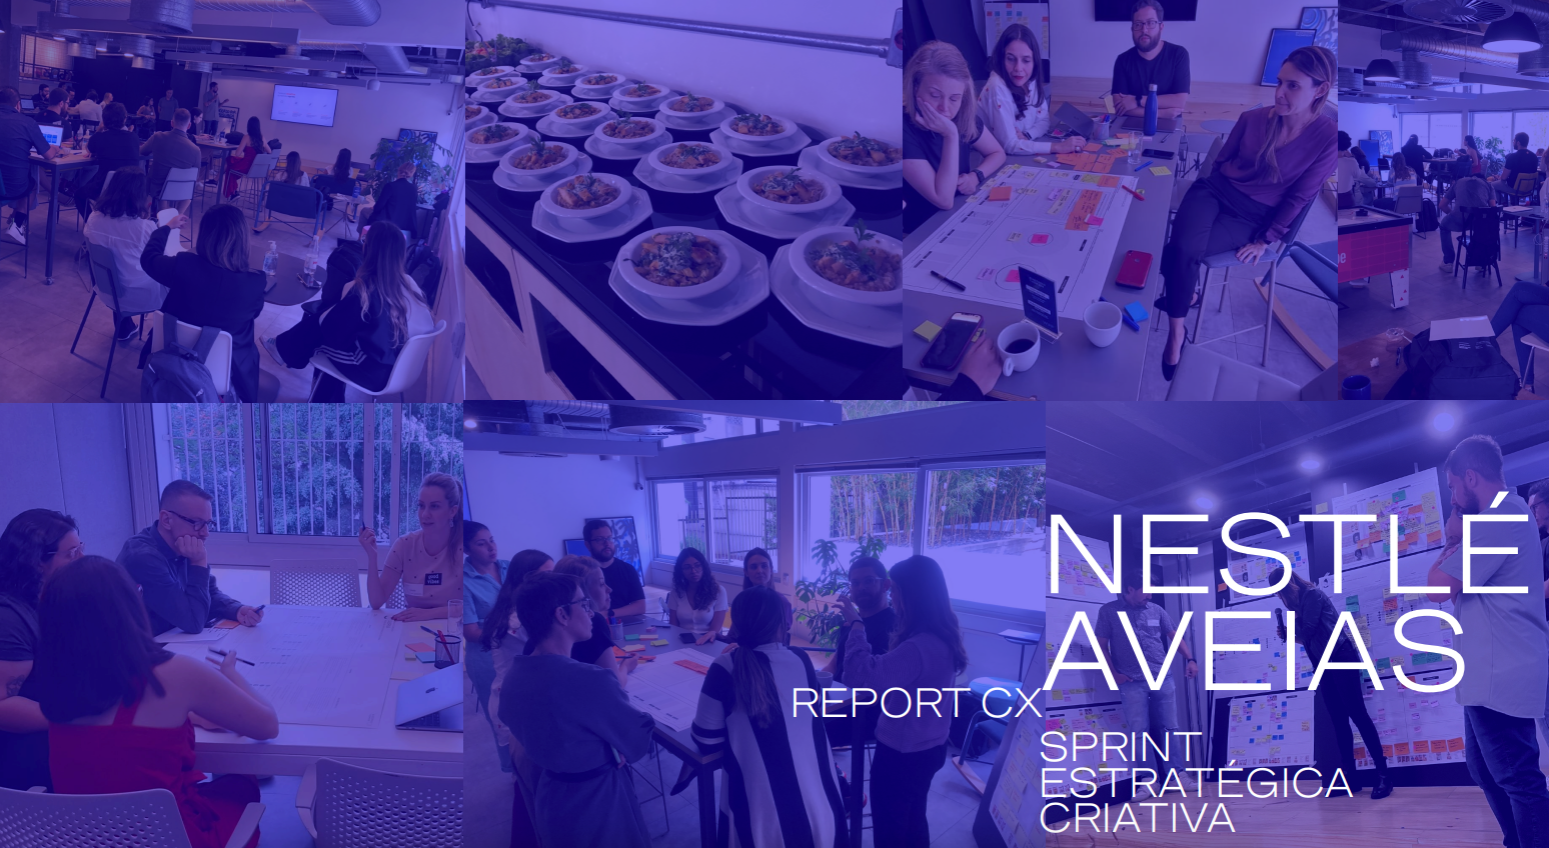 NESTLÉ
AVEIAS
REPORT CX
SPRINT
ESTRATÉGICA
CRIATIVA